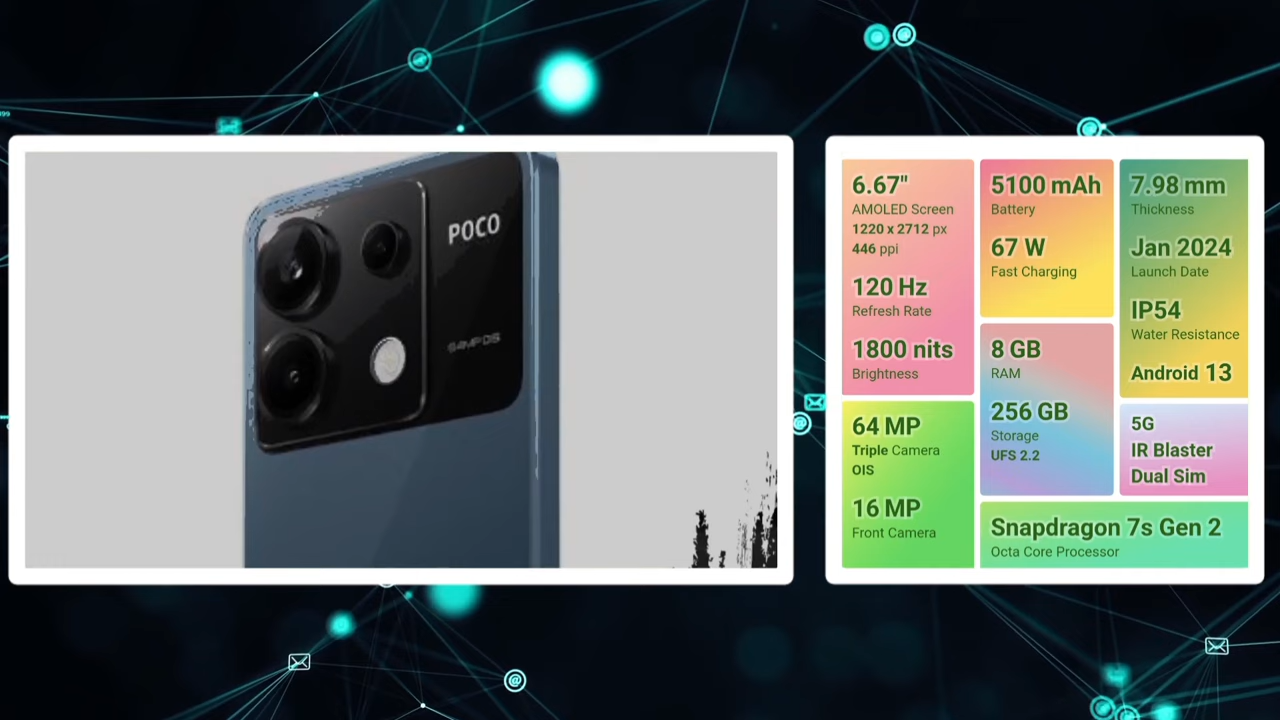 POCO
64MP OIS
6.67"
AMOLED Screen
1220 x 2712 px
446 ppi
120 Hz
Refresh Rate
1800 nits
Brightness
64 MP
Triple Camera
OIS
16 MP
Front Camera
5100 mAh
Battery
67 W
Fast Charging
8 GB
RAM
256 GB
Storage
UFS 2.2
7.98 mm
Thickness
Jan 2024
Launch Date
IP54
Water Resistance
Android 13
5G
IR Blaster
Dual Sim
Snapdragon 7s Gen 2
Octa Core Processor